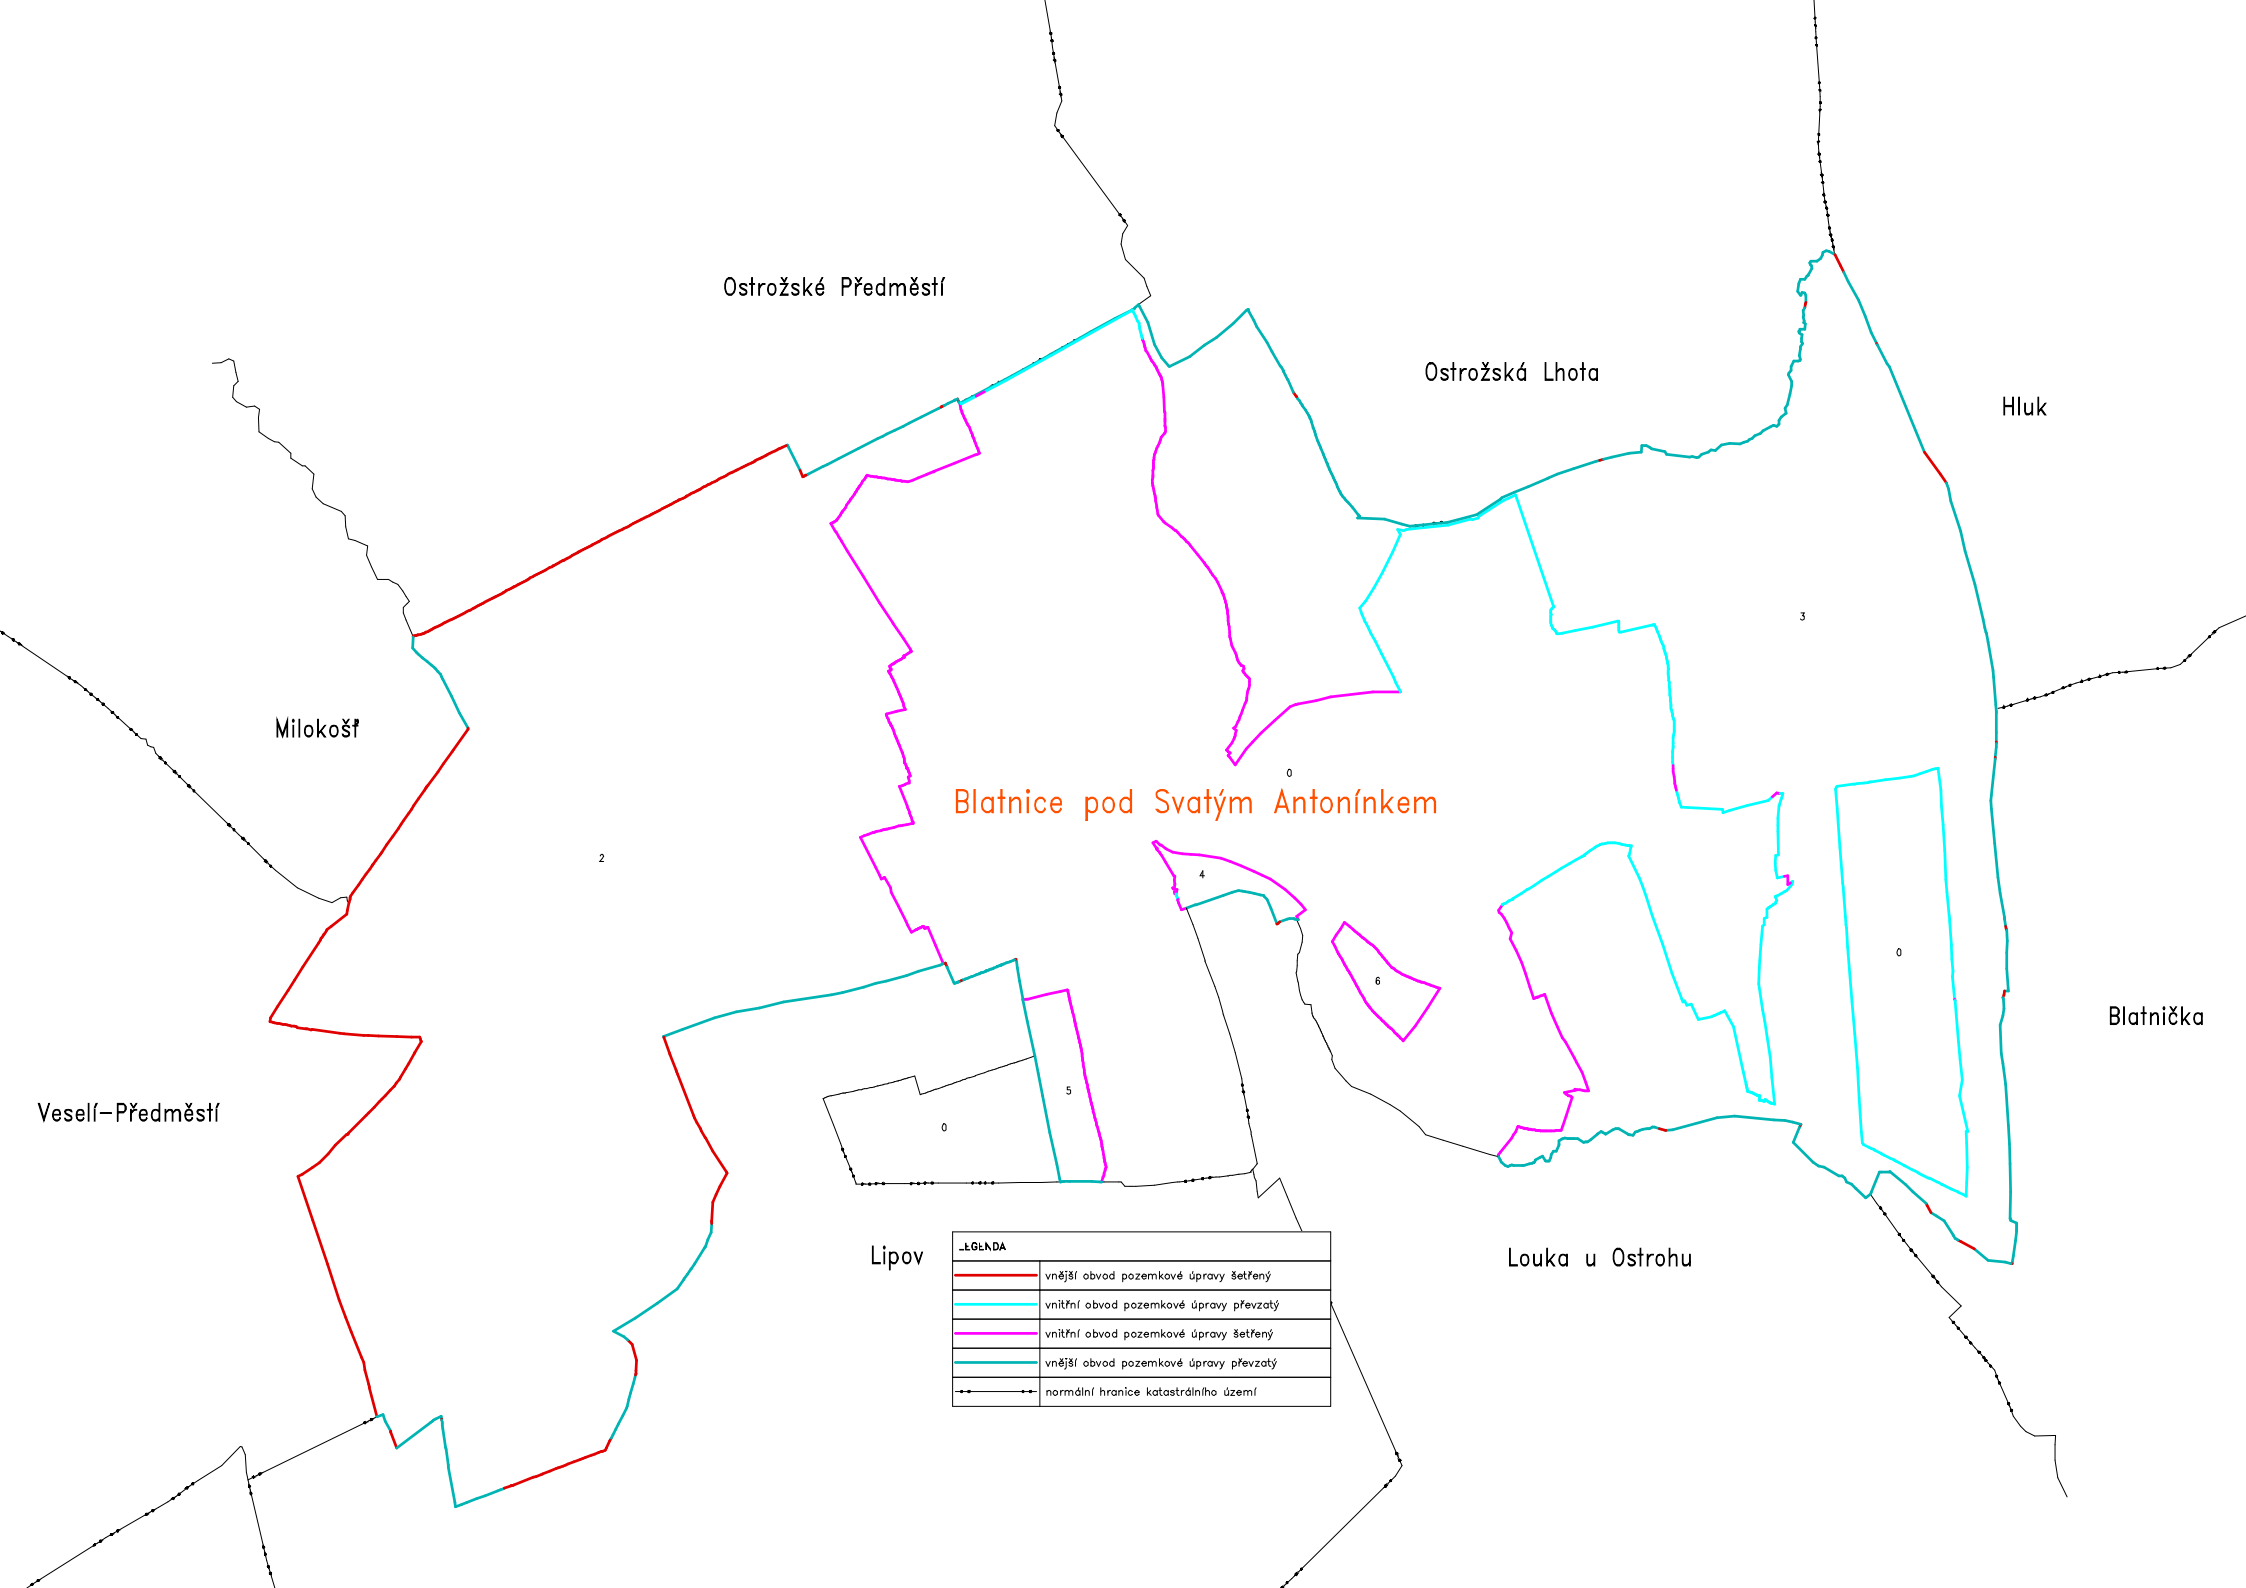 Ostrožské Předměstí
Ostrožská Lhota
Hluk
3
Milokošť
0
Blatnice pod Svatým Antonínkem
2
4
0
6
Blatnička
5
Veselí-Předměstí
0
Lipov
Louka u Ostrohu
LEGENDA
vnější obvod pozemkové úpravy šetřený
vnitřní obvod pozemkové úpravy převzatý
vnitřní obvod pozemkové úpravy šetřený
vnější obvod pozemkové úpravy převzatý
normální hranice katastrálního území